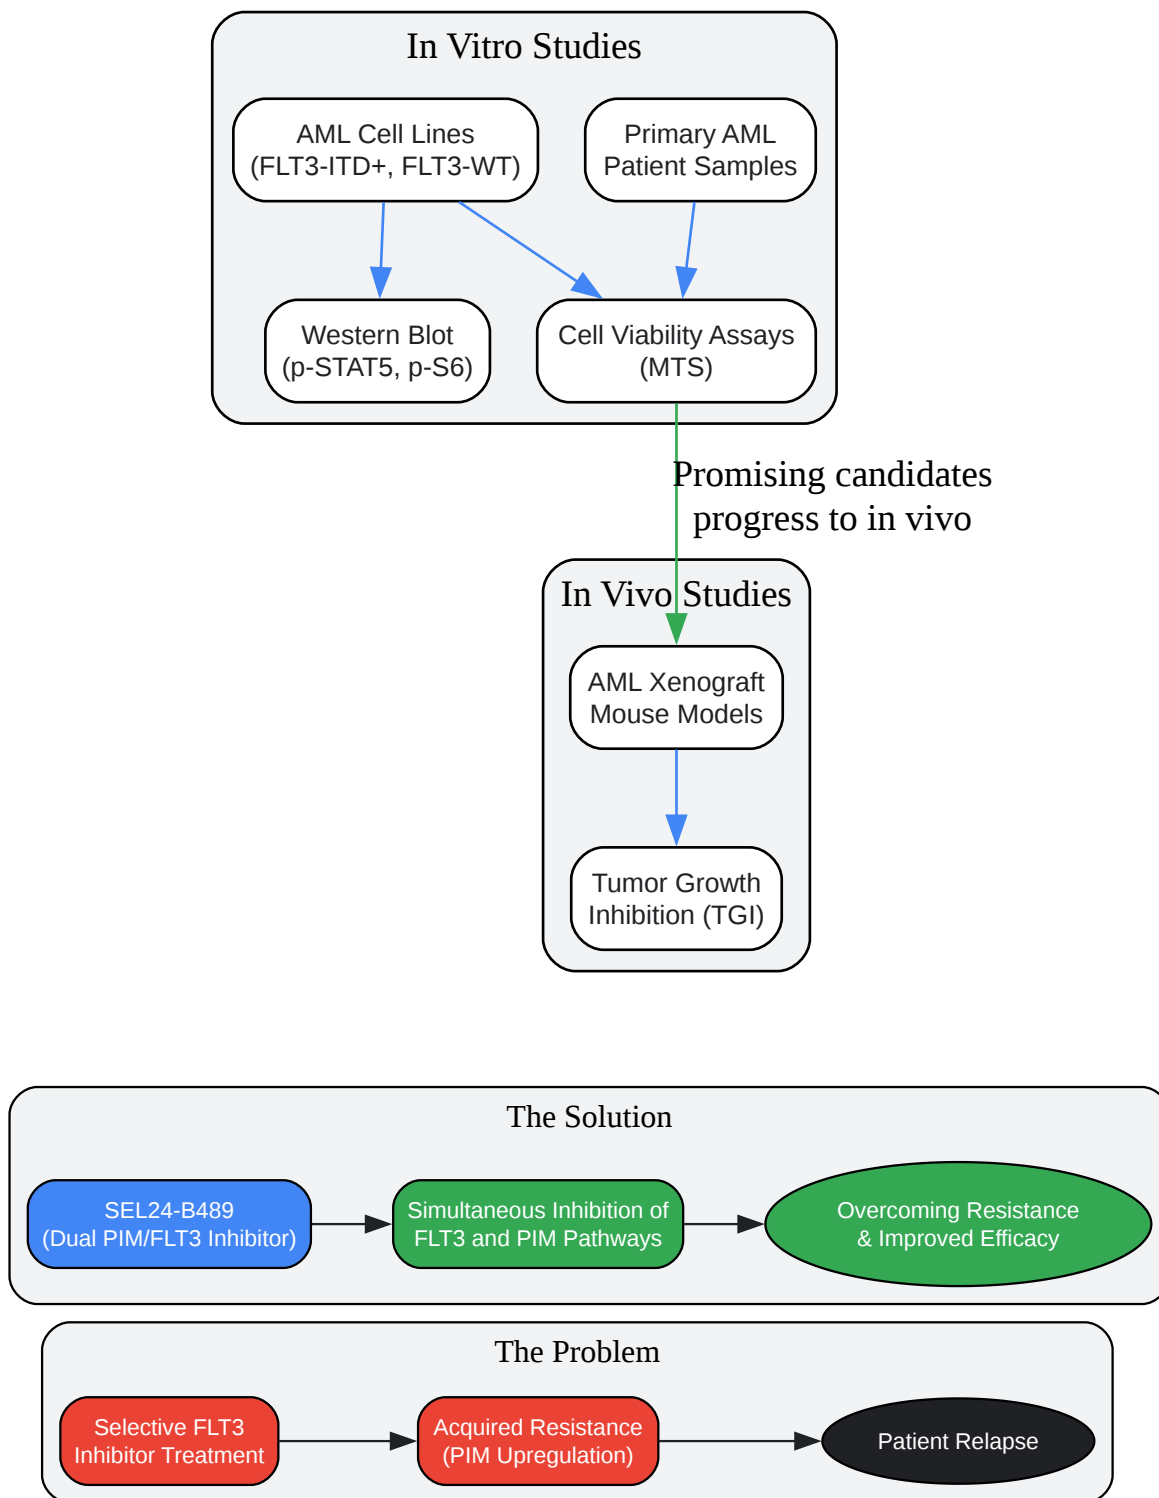 In Vitro Studies
AML Cell Lines
(FLT3-ITD+, FLT3-WT)
Primary AML
Patient Samples
Western Blot
(p-STAT5, p-S6)
Cell Viability Assays
(MTS)
Promising candidates
progress to in vivo
In Vivo Studies
AML Xenograft
Mouse Models
Tumor Growth
Inhibition (TGI)
The Solution
SEL24-B489
(Dual PIM/FLT3 Inhibitor)
Simultaneous Inhibition of
FLT3 and PIM Pathways
Overcoming Resistance
& Improved Efficacy
The Problem
Selective FLT3
Inhibitor Treatment
Acquired Resistance
(PIM Upregulation)
Patient Relapse